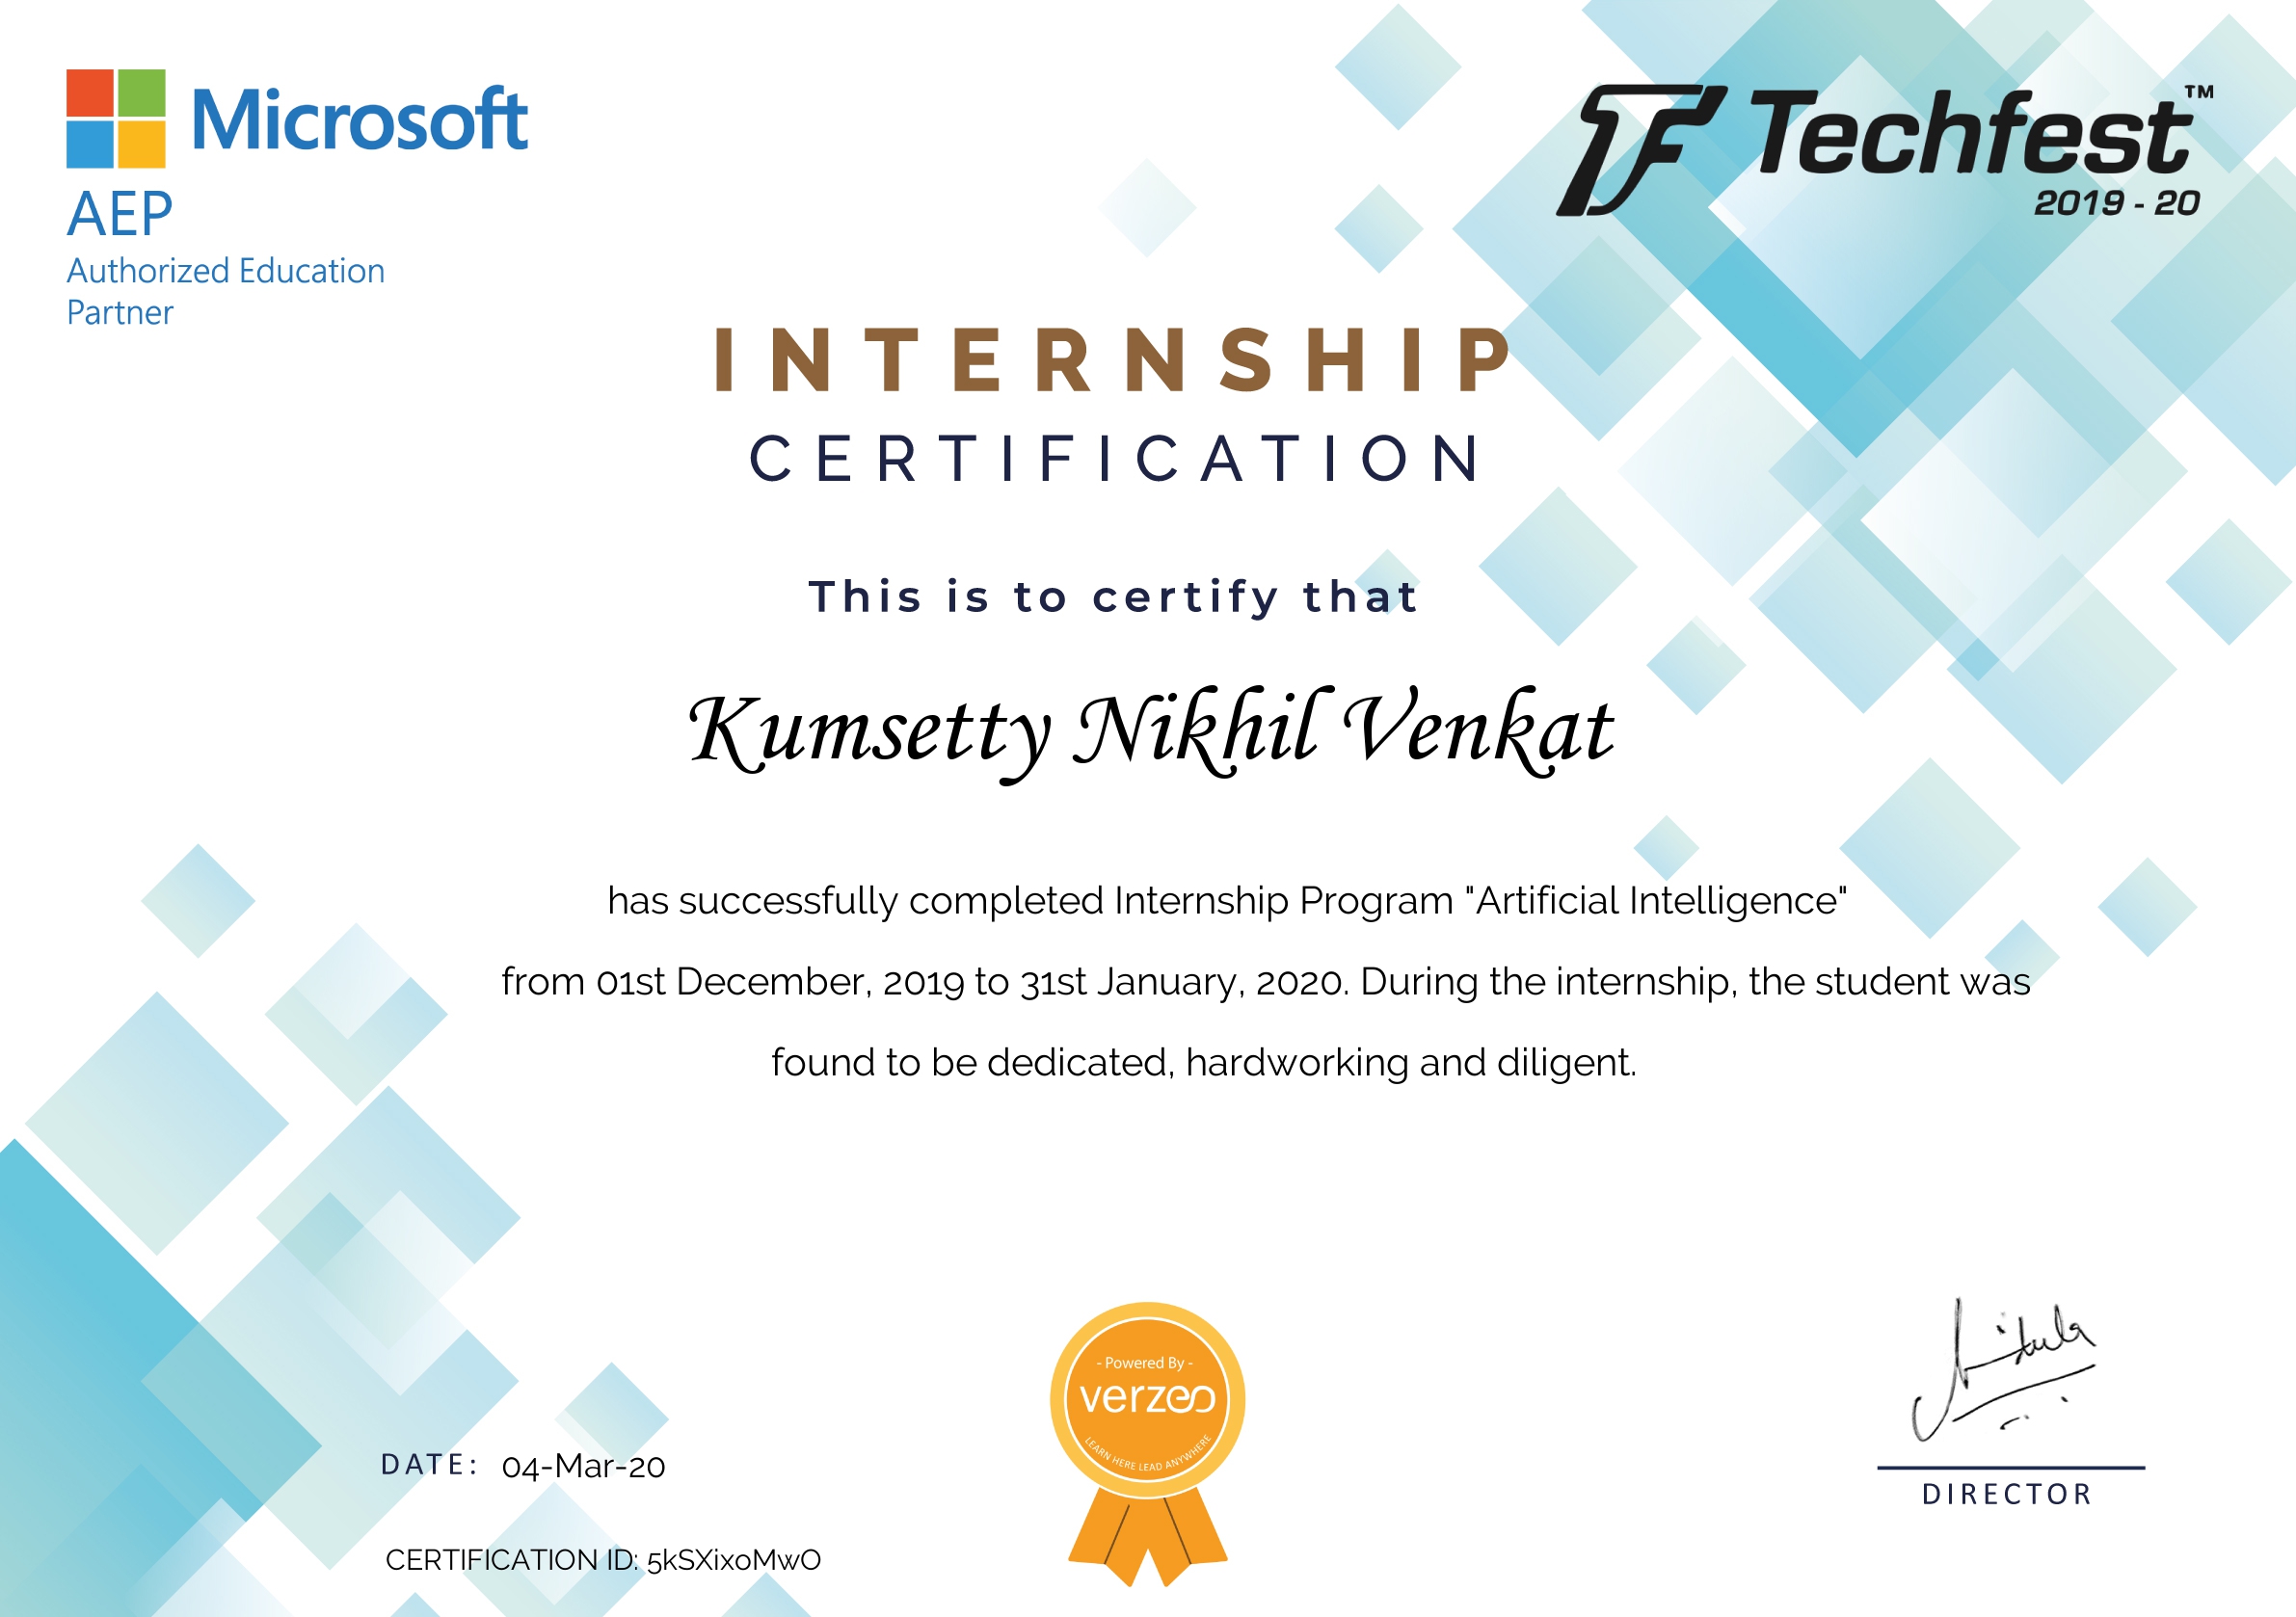 Microsoft
AEP
Authorized Education
Partner
Techfest™
2019 - 20
INTERNSHIP
CERTIFICATION
This is to certify that
Kumsetty Nikhil Venkat
has successfully completed Internship Program "Artificial Intelligence"
from 01st December, 2019 to 31st January, 2020. During the internship, the student was
found to be dedicated, hardworking and diligent.
- Powered By -
verzeo
LEARN HERE LEAD ANYWHERE
DATE: 04-Mar-20
DIRECTOR
CERTIFICATION ID: 5kSXixoMwO